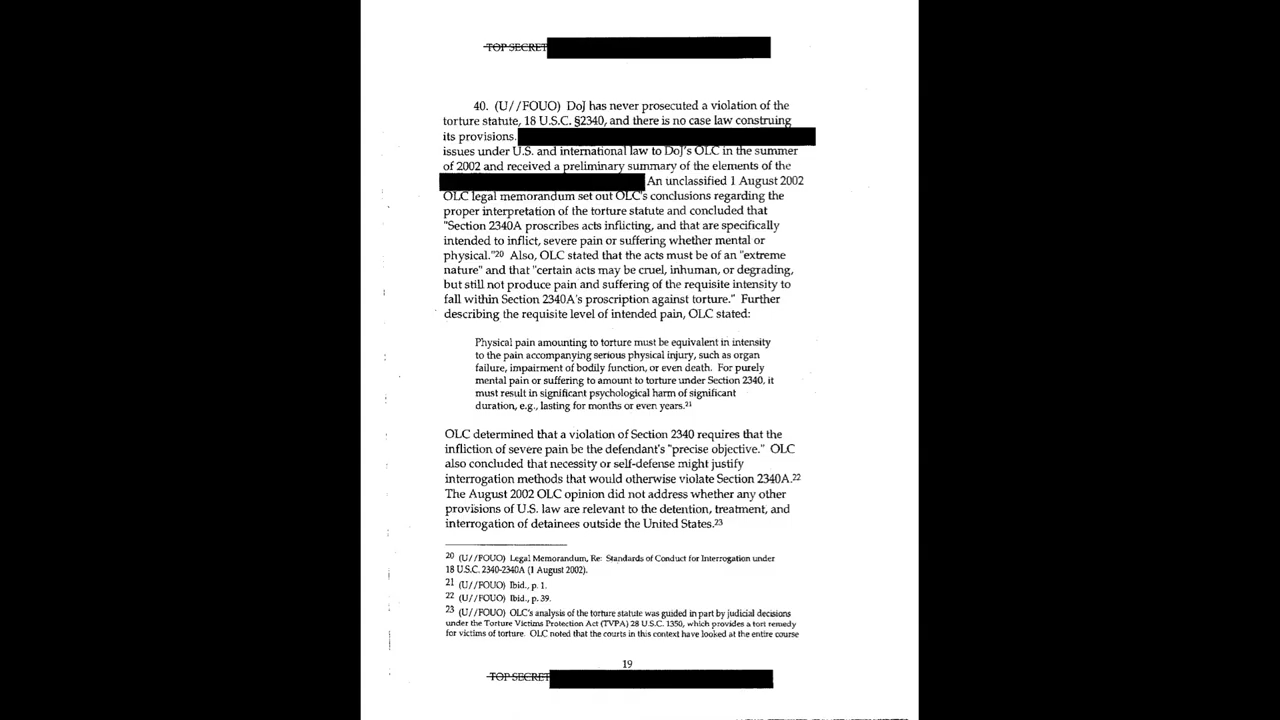 TOP SECRET
40. (U//FOUO) DoJ has never prosecuted a violation of the
torture statute, 18 U.S.C. §2340, and there is no case law construing
its provisions.
issues under U.S. and international law to DoJ's OLC in the summer
of 2002 and received a preliminary summary of the elements of the
An unclassified 1 August 2002
OLC legal memorandum set out OLC's conclusions regarding the
proper interpretation of the torture statute and concluded that
"Section 2340A proscribes acts inflicting, and that are specifically
intended to inflict, severe pain or suffering whether mental or
physical."20 Also, OLC stated that the acts must be of an "extreme
nature" and that "certain acts may be cruel, inhuman, or degrading,
but still not produce pain and suffering of the requisite intensity to
fall within Section 2340A's proscription against torture." Further
describing the requisite level of intended pain, OLC stated:
Physical pain amounting to torture must be equivalent in intensity
to the pain accompanying serious physical injury, such as organ
failure, impairment of bodily function, or even death. For purely
mental pain or suffering to amount to torture under Section 2340, it
must result in significant psychological harm of significant
duration, e.g., lasting for months or even years.21
OLC determined that a violation of Section 2340 requires that the
infliction of severe pain be the defendant's "precise objective." OLC
also concluded that necessity or self-defense might justify
interrogation methods that would otherwise violate Section 2340A.22
The August 2002 OLC opinion did not address whether any other
provisions of U.S. law are relevant to the detention, treatment, and
interrogation of detainees outside the United States.23
20 (U//FOUO) Legal Memorandum, Re: Standards of Conduct for Interrogation under
18 U.S.C. 2340-2340A (1 August 2002).
21 (U//FOUO) Ibid., p. 1.
22 (U//FOUO) Ibid., p. 39.
23 (U//FOUO) OLC's analysis of the torture statute was guided in part by judicial decisions
under the Torture Victims Protection Act (TVPA) 28 U.S.C. 1350, which provides a tort remedy
for victims of torture. OLC noted that the courts in this context have looked at the entire course
19
TOP SECRET